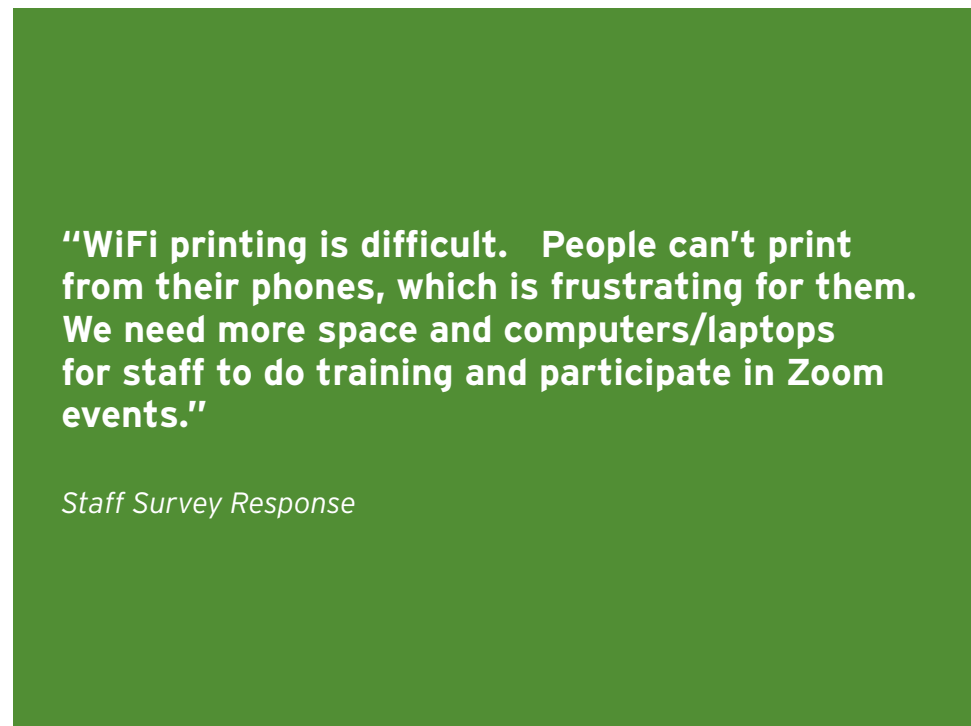 “WiFi printing is difficult.   People can’t print
from their phones, which is frustrating for them.
We need more space and computers/laptops
for staff to do training and participate in Zoom
events.”
Staff Survey Response